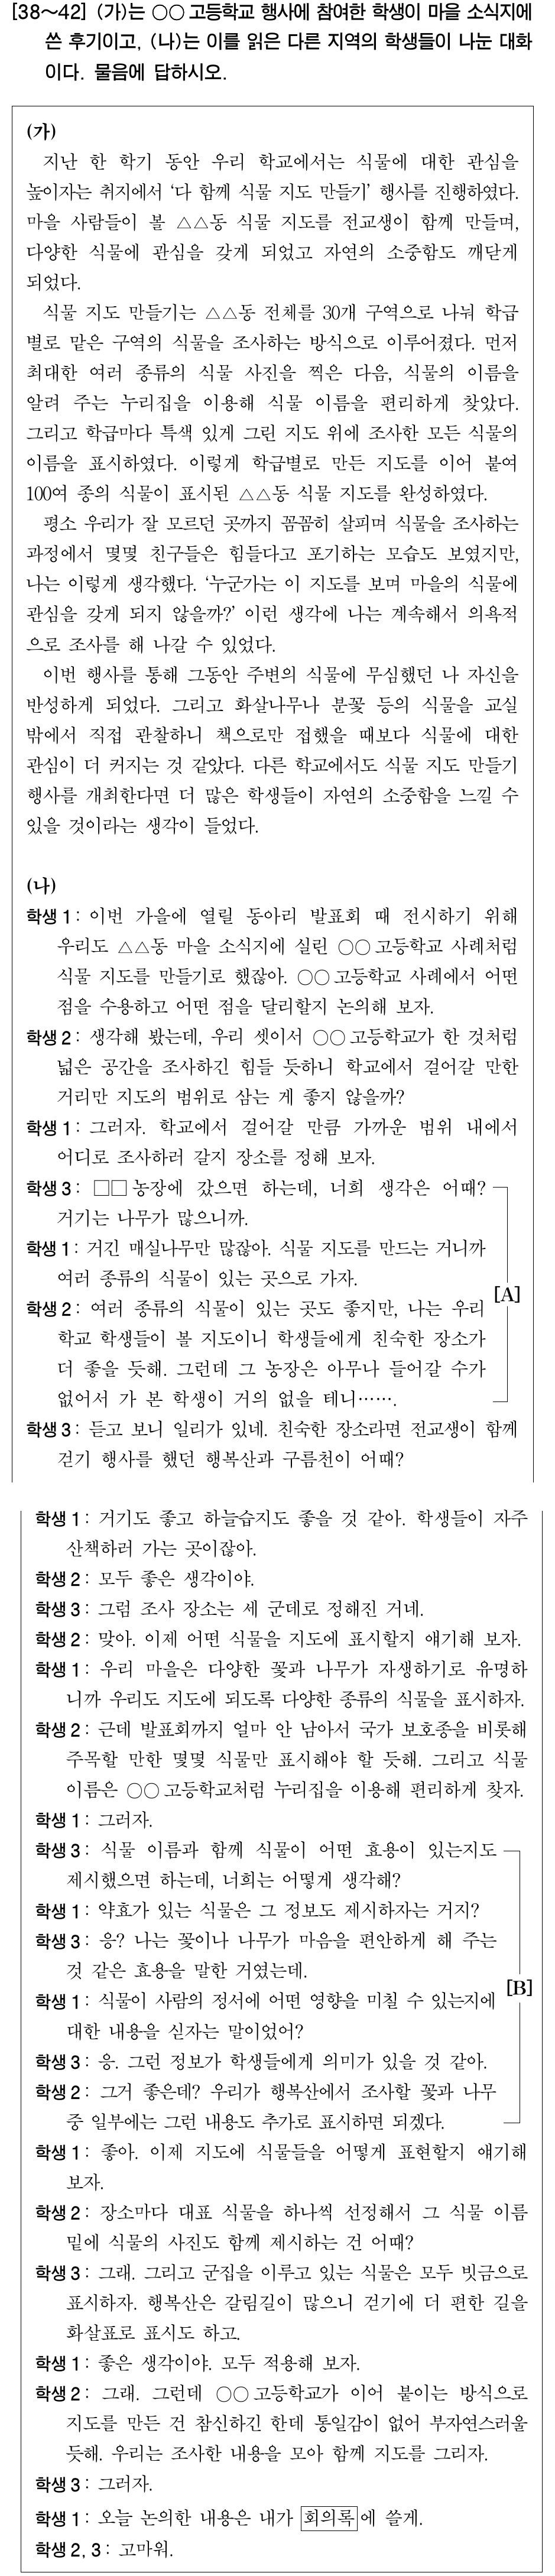 [38～42] (가)는 ○○고등학교 행사에 참여한 학생이 마을 소식지에
쓴 후기이고, (나)는 이를 읽은 다른 지역의 학생들이 나눈 대화
이다. 물음에 답하시오.
(가)
지난 한 학기 동안 우리 학교에서는 식물에 대한 관심을
높이자는 취지에서 ‘다 함께 식물 지도 만들기’ 행사를 진행하였다.
마을 사람들이 볼 △△동 식물 지도를 전교생이 함께 만들며,
다양한 식물에 관심을 갖게 되었고 자연의 소중함도 깨닫게
되었다.
식물 지도 만들기는 △△동 전체를 30개 구역으로 나눠 학급
별로 맡은 구역의 식물을 조사하는 방식으로 이루어졌다. 먼저
최대한 여러 종류의 식물 사진을 찍은 다음, 식물의 이름을
알려 주는 누리집을 이용해 식물 이름을 편리하게 찾았다.
그리고 학급마다 특색 있게 그린 지도 위에 조사한 모든 식물의
이름을 표시하였다. 이렇게 학급별로 만든 지도를 이어 붙여
100여 종의 식물이 표시된 △△동 식물 지도를 완성하였다.
평소 우리가 잘 모르던 곳까지 꼼꼼히 살피며 식물을 조사하는
과정에서 몇몇 친구들은 힘들다고 포기하는 모습도 보였지만,
나는 이렇게 생각했다. ‘누군가는 이 지도를 보며 마을의 식물에
관심을 갖게 되지 않을까?’ 이런 생각에 나는 계속해서 의욕적
으로 조사를 해 나갈 수 있었다.
이번 행사를 통해 그동안 주변의 식물에 무심했던 나 자신을
반성하게 되었다. 그리고 화살나무나 분꽃 등의 식물을 교실
밖에서 직접 관찰하니 책으로만 접했을 때보다 식물에 대한
관심이 더 커지는 것 같았다. 다른 학교에서도 식물 지도 만들기
행사를 개최한다면 더 많은 학생들이 자연의 소중함을 느낄 수
있을 것이라는 생각이 들었다.
(나)
학생 1: 이번 가을에 열릴 동아리 발표회 때 전시하기 위해
우리도 △△동 마을 소식지에 실린 ○○고등학교 사례처럼
식물 지도를 만들기로 했잖아. ○○고등학교 사례에서 어떤
점을 수용하고 어떤 점을 달리할지 논의해 보자.
학생 2: 생각해 봤는데, 우리 셋이서 ○○고등학교가 한 것처럼
넓은 공간을 조사하긴 힘들 듯하니 학교에서 걸어갈 만한
거리만 지도의 범위로 삼는 게 좋지 않을까?
학생 1: 그러자. 학교에서 걸어갈 만큼 가까운 범위 내에서
어디로 조사하러 갈지 장소를 정해 보자.
학생 3: □□농장에 갔으면 하는데, 너희 생각은 어때?
거기는 나무가 많으니까.
학생 1: 거긴 매실나무만 많잖아. 식물 지도를 만드는 거니까
여러 종류의 식물이 있는 곳으로 가자.
[A]
학생 2: 여러 종류의 식물이 있는 곳도 좋지만, 나는 우리
학교 학생들이 볼 지도이니 학생들에게 친숙한 장소가
더 좋을 듯해. 그런데 그 농장은 아무나 들어갈 수가
없어서 가 본 학생이 거의 없을 테니…….
학생 3: 듣고 보니 일리가 있네. 친숙한 장소라면 전교생이 함께
걷기 행사를 했던 행복산과 구름천이 어때?
학생 1: 거기도 좋고 하늘습지도 좋을 것 같아. 학생들이 자주
산책하러 가는 곳이잖아.
학생 2: 모두 좋은 생각이야.
학생 3: 그럼 조사 장소는 세 군데로 정해진 거네.
학생 2: 맞아. 이제 어떤 식물을 지도에 표시할지 얘기해 보자.
학생 1: 우리 마을은 다양한 꽃과 나무가 자생하기로 유명하
니까 우리도 지도에 되도록 다양한 종류의 식물을 표시하자.
학생 2: 근데 발표회까지 얼마 안 남아서 국가 보호종을 비롯해
주목할 만한 몇몇 식물만 표시해야 할 듯해. 그리고 식물
이름은 ○○고등학교처럼 누리집을 이용해 편리하게 찾자.
학생 1: 그러자.
학생 3: 식물 이름과 함께 식물이 어떤 효용이 있는지도
제시했으면 하는데, 너희는 어떻게 생각해?
학생 1: 약효가 있는 식물은 그 정보도 제시하자는 거지?
학생 3: 응? 나는 꽃이나 나무가 마음을 편안하게 해 주는
것 같은 효용을 말한 거였는데.
[B]
학생 1: 식물이 사람의 정서에 어떤 영향을 미칠 수 있는지에
대한 내용을 싣자는 말이었어?
학생 3: 응. 그런 정보가 학생들에게 의미가 있을 것 같아.
학생 2: 그거 좋은데? 우리가 행복산에서 조사할 꽃과 나무
중 일부에는 그런 내용도 추가로 표시하면 되겠다.
학생 1: 좋아. 이제 지도에 식물들을 어떻게 표현할지 얘기해
보자.
학생 2: 장소마다 대표 식물을 하나씩 선정해서 그 식물 이름
밑에 식물의 사진도 함께 제시하는 건 어때?
학생 3: 그래. 그리고 군집을 이루고 있는 식물은 모두 빗금으로
표시하자. 행복산은 갈림길이 많으니 걷기에 더 편한 길을
화살표로 표시도 하고.
학생 1: 좋은 생각이야. 모두 적용해 보자.
학생 2: 그래. 그런데 ○○고등학교가 이어 붙이는 방식으로
지도를 만든 건 참신하긴 한데 통일감이 없어 부자연스러울
듯해. 우리는 조사한 내용을 모아 함께 지도를 그리자.
학생 3: 그러자.
학생 1: 오늘 논의한 내용은 내가 회의록에 쓸게.
학생 2, 3: 고마워.